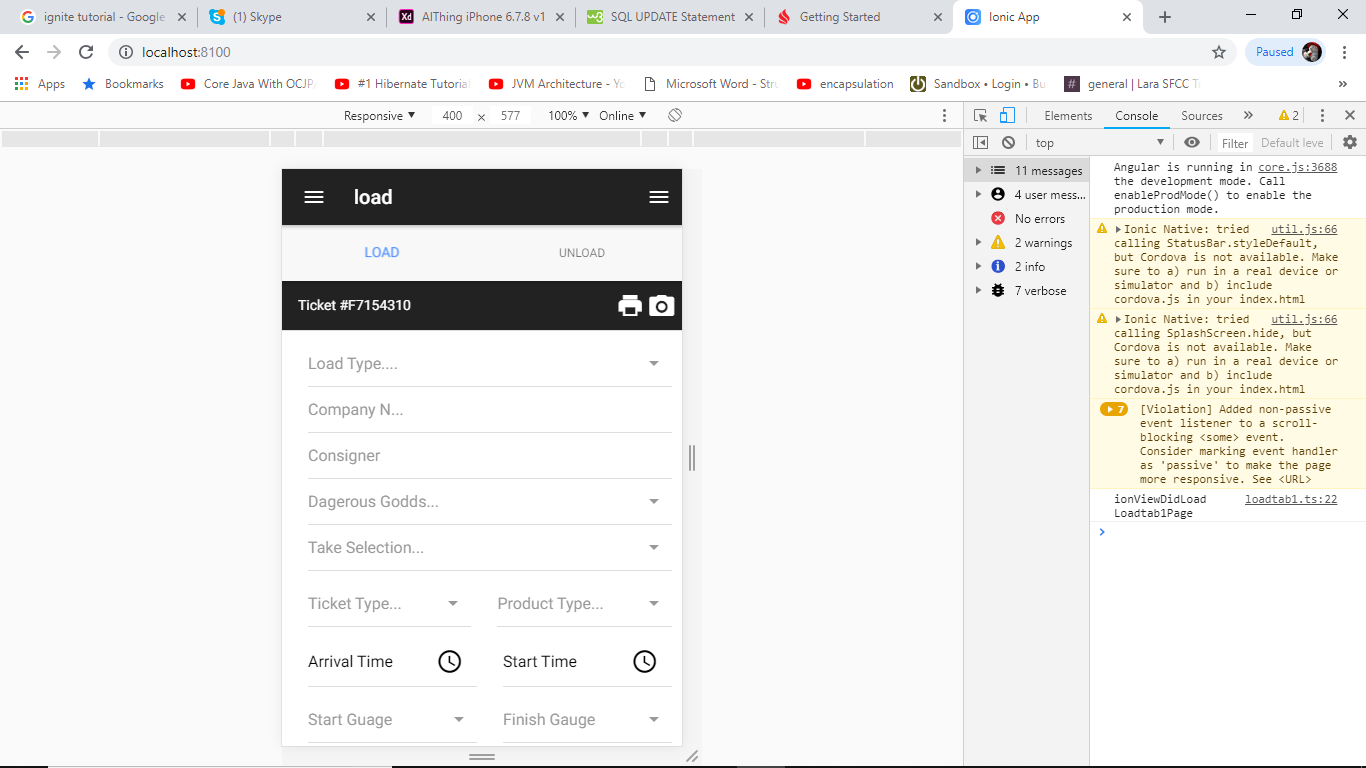 ignite tutorial - Google
(1) Skype
Xd
AIThing iPhone 6.7.8 v1
SQL UPDATE Statement
Getting Started
Ionic App
localhost:8100
Paused
Apps
Bookmarks
Core Java With OCJP
#1 Hibernate Tutorial
JVM Architecture - Yo
Microsoft Word - Stru
encapsulation
Sandbox • Login • Bu
general | Lara SFCC Tr
»
Responsive
400
x
577
100%
Online
Elements
Console
Sources
»
2
top
Filter
Default leve
load
LOAD
UNLOAD
Ticket #F7154310
Load Type....
Company N...
Consigner
Dagerous Godds...
Take Selection...
Ticket Type...
Product Type...
Arrival Time
Start Time
Start Guage
Finish Gauge
11 messages
4 user mess...
No errors
2 warnings
2 info
7 verbose
Angular is running in core.js:3688
the development mode. Call
enableProdMode() to enable the
production mode.
Ionic Native: tried util.js:66
calling StatusBar.styleDefault,
but Cordova is not available. Make
sure to a) run in a real device or
simulator and b) include
cordova.js in your index.html
Ionic Native: tried util.js:66
calling SplashScreen.hide, but
Cordova is not available. Make
sure to a) run in a real device or
simulator and b) include
cordova.js in your index.html
7 [Violation] Added non-passive
event listener to a scroll-
blocking <some> event.
Consider marking event handler
as 'passive' to make the page
more responsive. See <URL>
ionViewDidLoad loadtab1.ts:22
Loadtab1Page